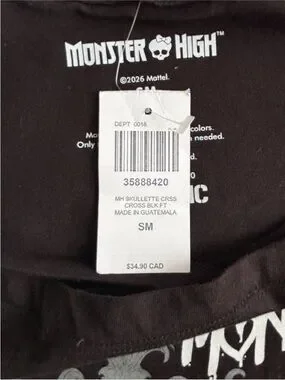 MONSTER HIGH
©2026 Mattel.
SM
DEPT 0016
colors.
Only needed.
35888420
MH SKULLETTE CRSS
CROSS BLK FT
MADE IN GUATEMALA
SM
$34.90 CAD